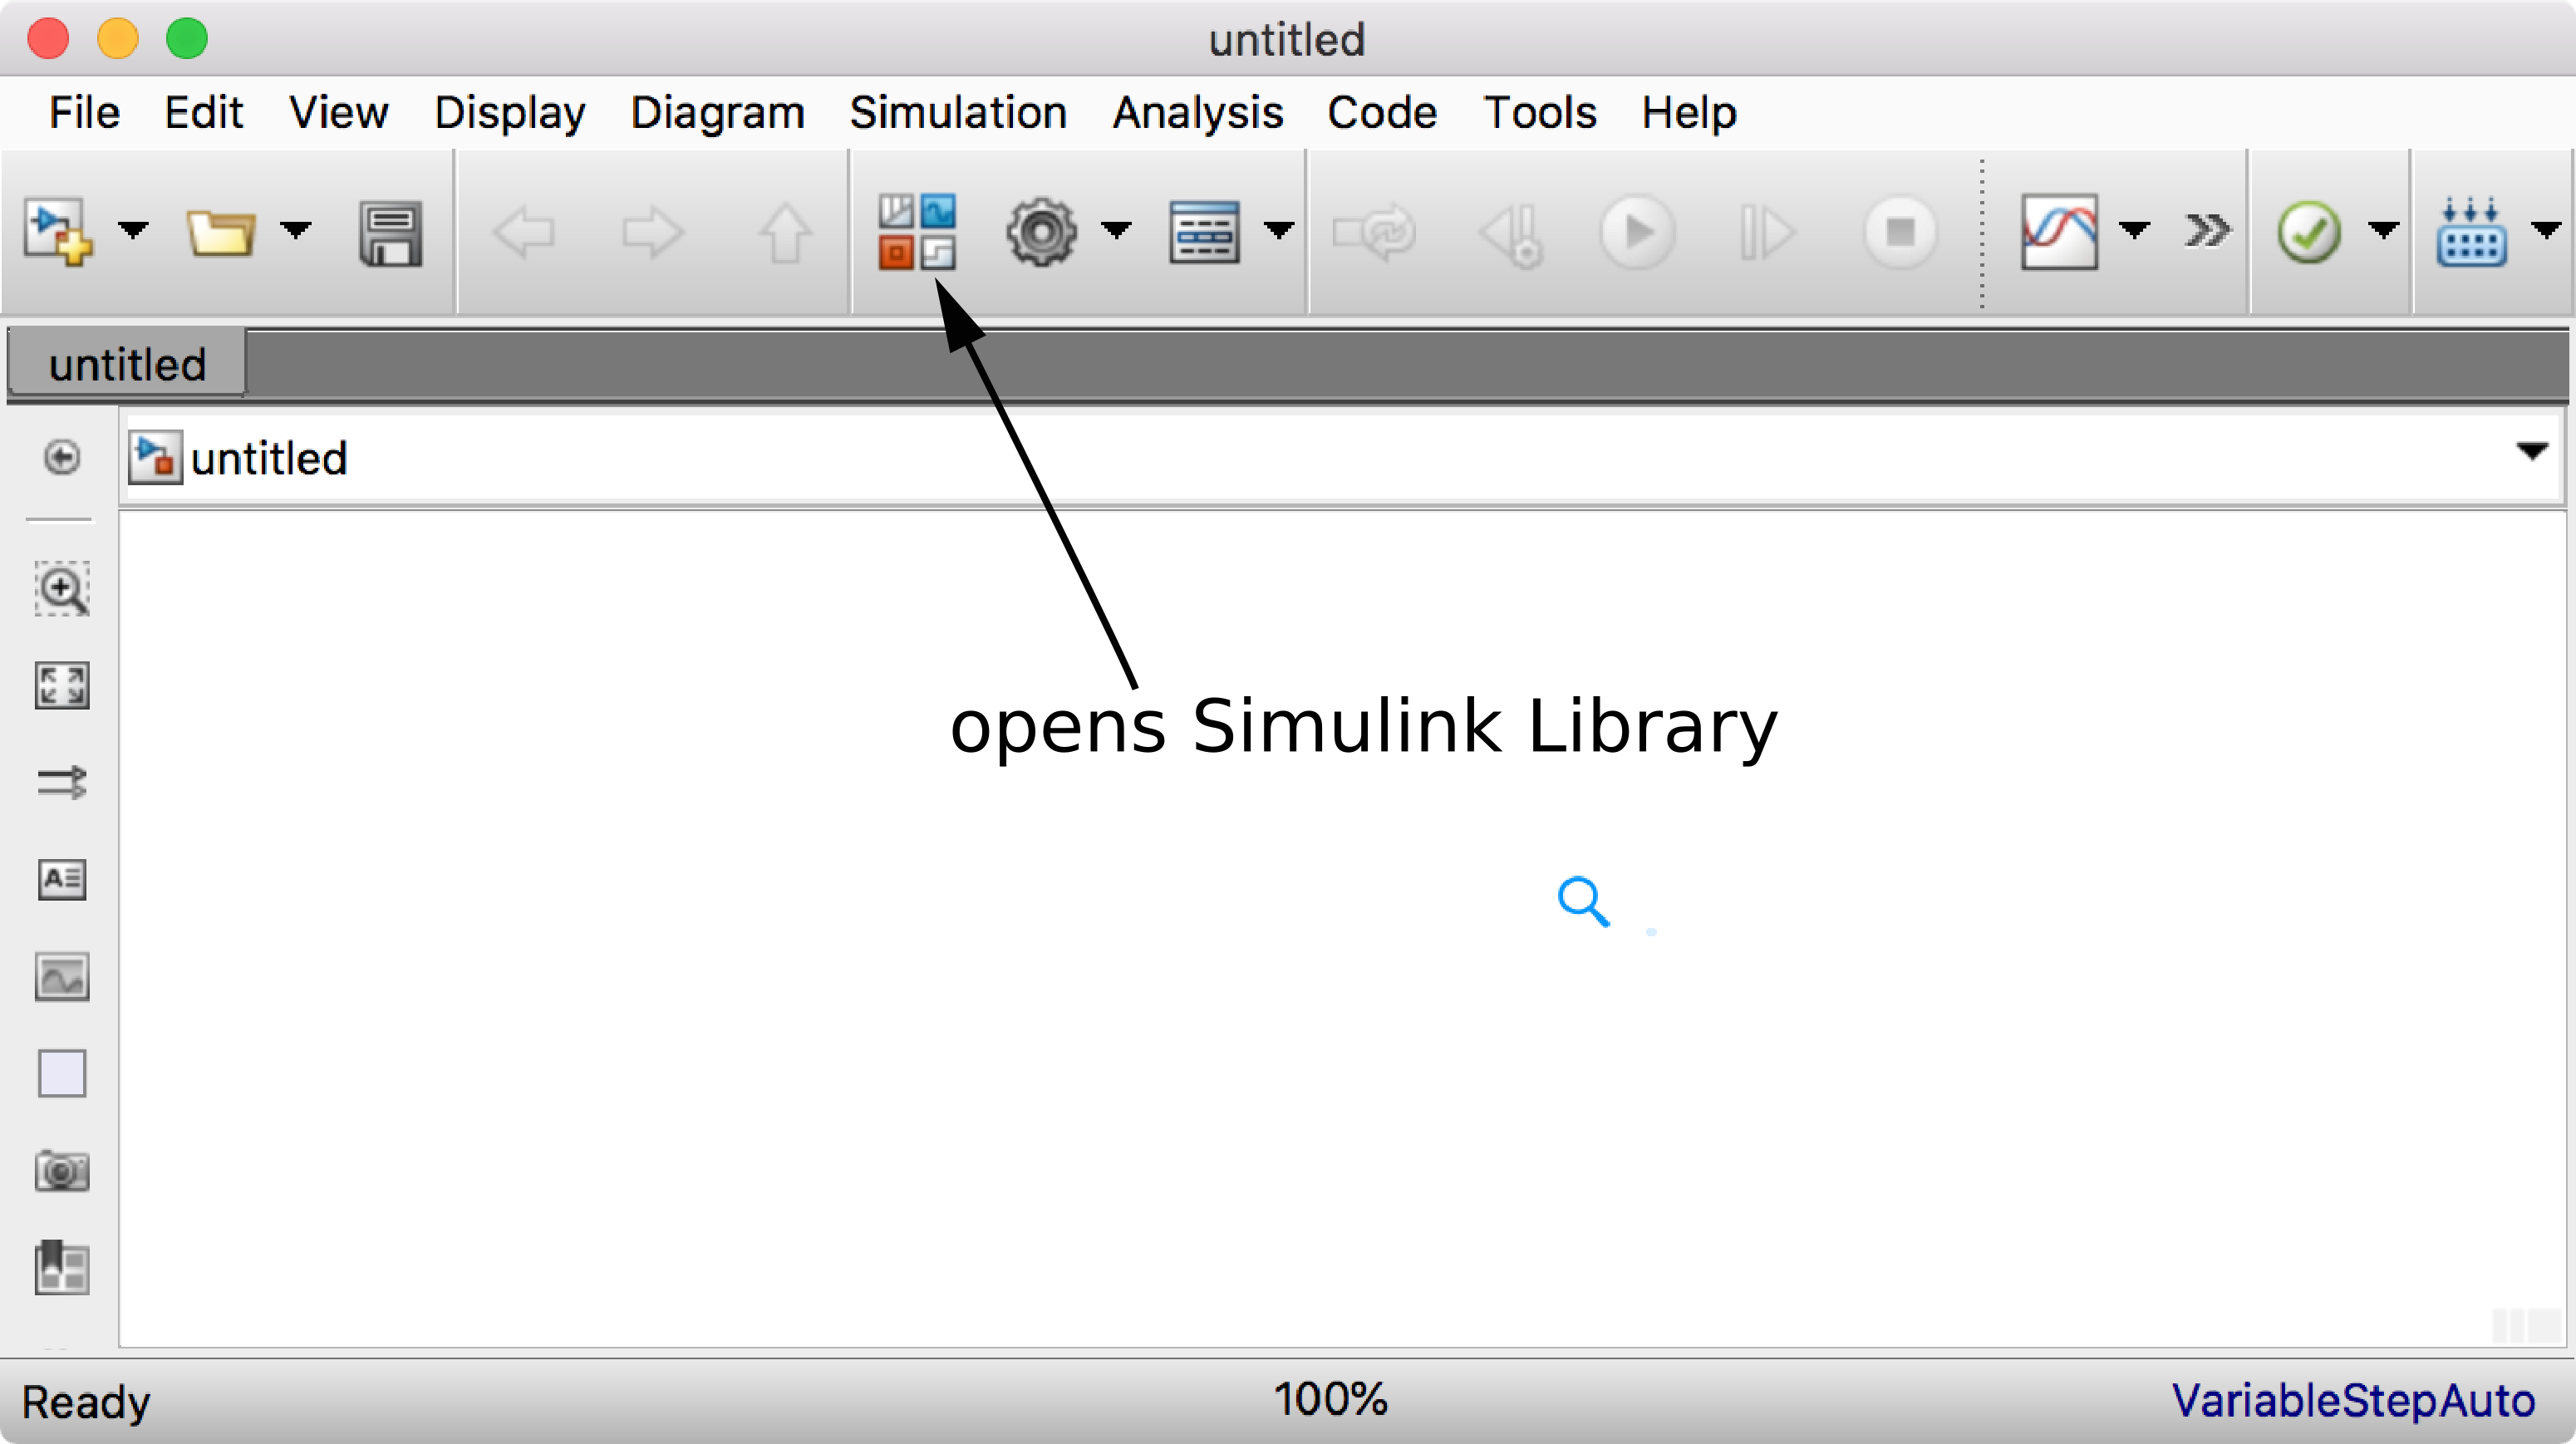 untitled
File Edit View Display Diagram Simulation Analysis Code Tools Help
untitled
untitled
opens Simulink Library
Ready 100% VariableStepAuto